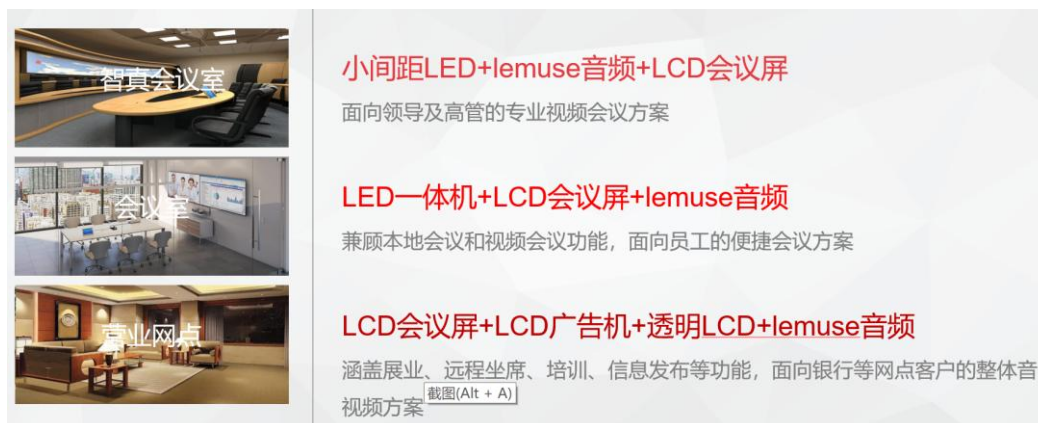 智真会议室
小间距LED+lemuse音频+LCD会议屏
面向领导及高管的专业视频会议方案
会议室
LED一体机+LCD会议屏+lemuse音频
兼顾本地会议和视频会议功能，面向员工的便捷会议方案
营业网点
LCD会议屏+LCD广告机+透明LCD+lemuse音频
涵盖展业、远程坐席、培训、信息发布等功能，面向银行等网点客户的整体音
视频方案
截图(Alt + A)